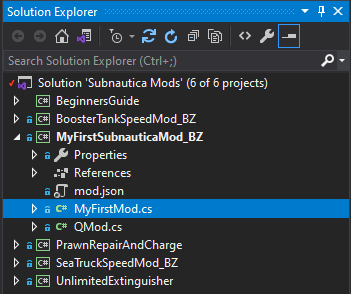 Solution Explorer
Search Solution Explorer (Ctrl+;)
Solution 'Subnautica Mods' (6 of 6 projects)
C# BeginnersGuide
C# BoosterTankSpeedMod_BZ
C# MyFirstSubnauticaMod_BZ
Properties
References
mod.json
C# MyFirstMod.cs
C# QMod.cs
C# PrawnRepairAndCharge
C# SeaTruckSpeedMod_BZ
C# UnlimitedExtinguisher